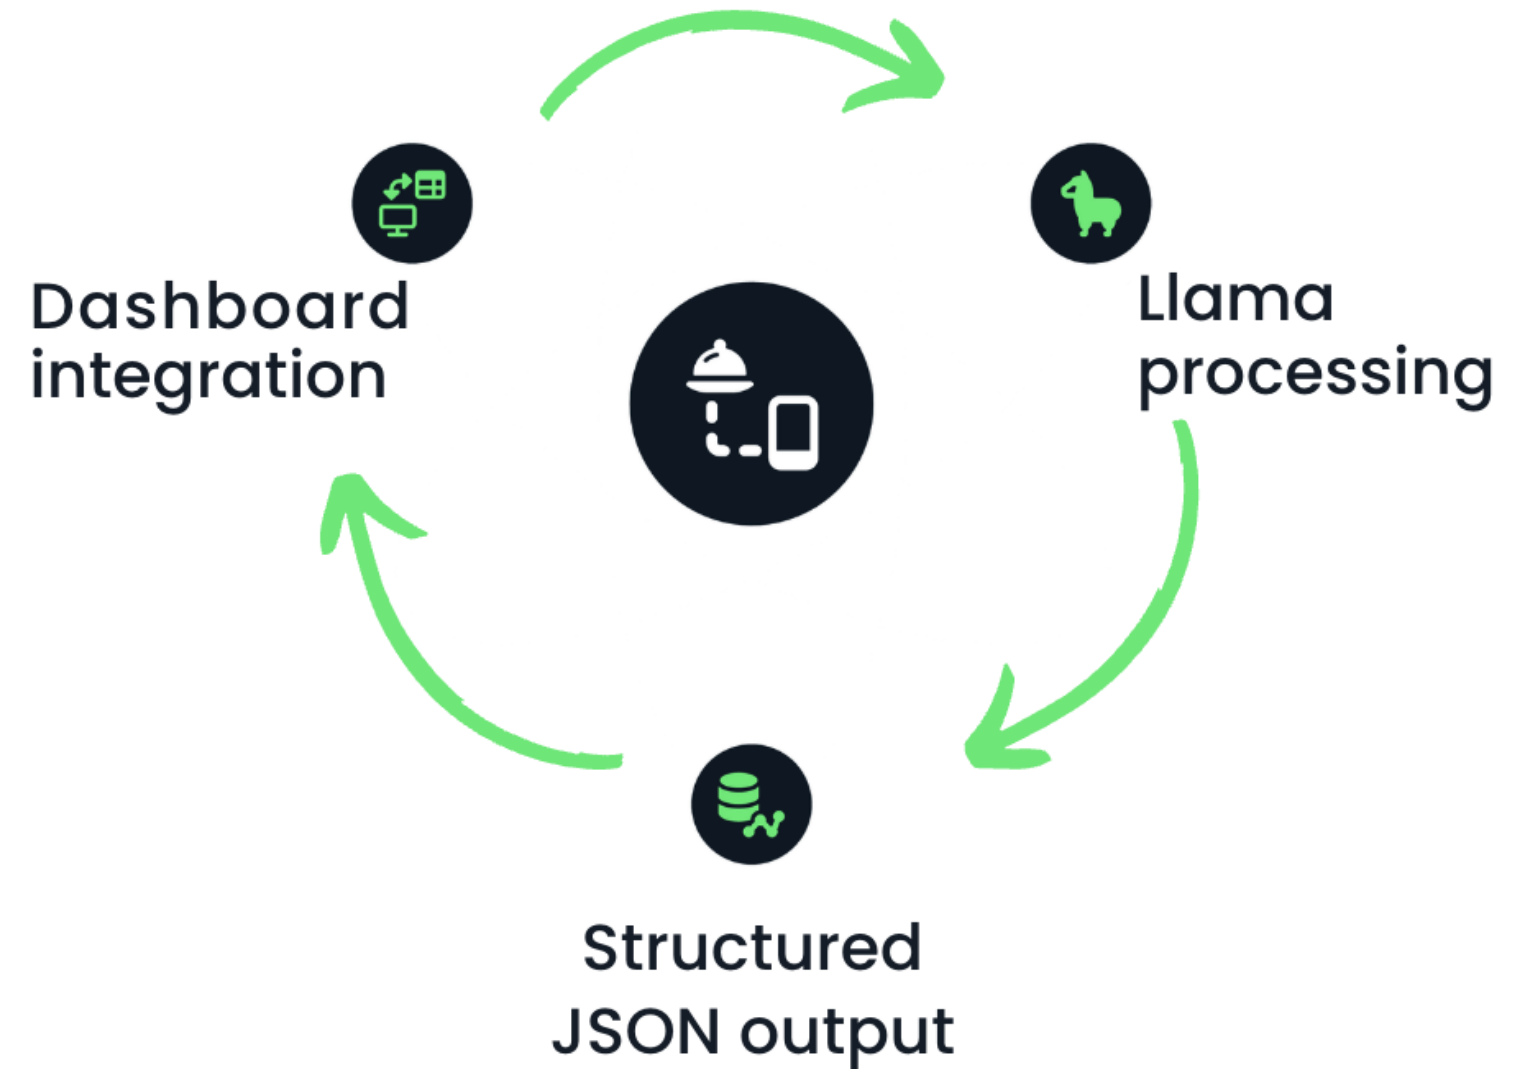 Dashboard
integration
Llama
processing
Structured
JSON output